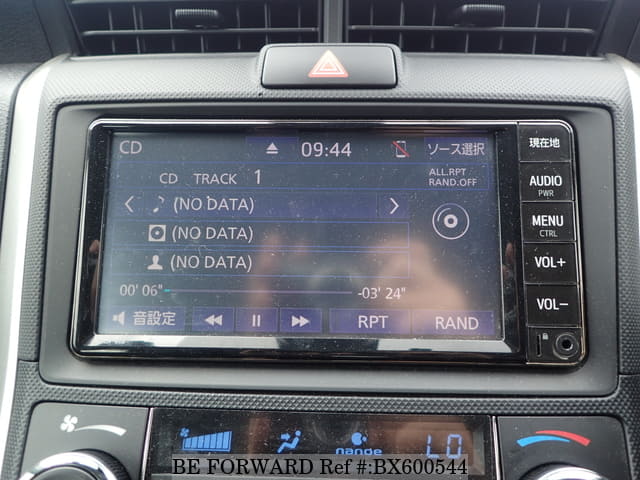 CD 09:44 ソース選択
CD TRACK 1 ALL.RPT
RAND.OFF
(NO DATA)
(NO DATA)
(NO DATA)
00' 06" -03' 24"
音設定 RPT RAND
現在地
AUDIO
PWR
MENU
CTRL
VOL+
VOL-
nanoe LO
BE FORWARD Ref #:BX600544